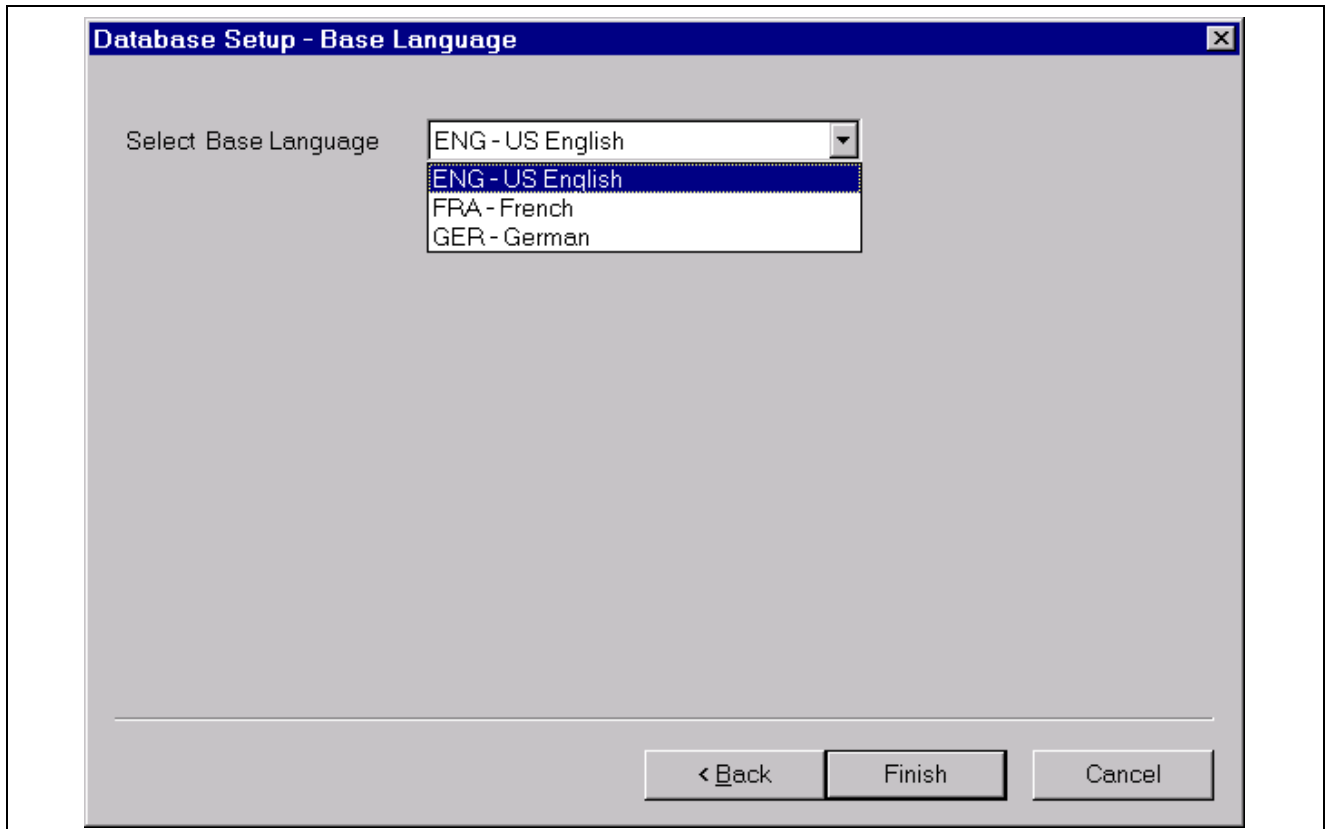 Database Setup - Base Language
Select Base Language
ENG - US English
ENG - US English
FRA - French
GER - German
< Back
Finish
Cancel